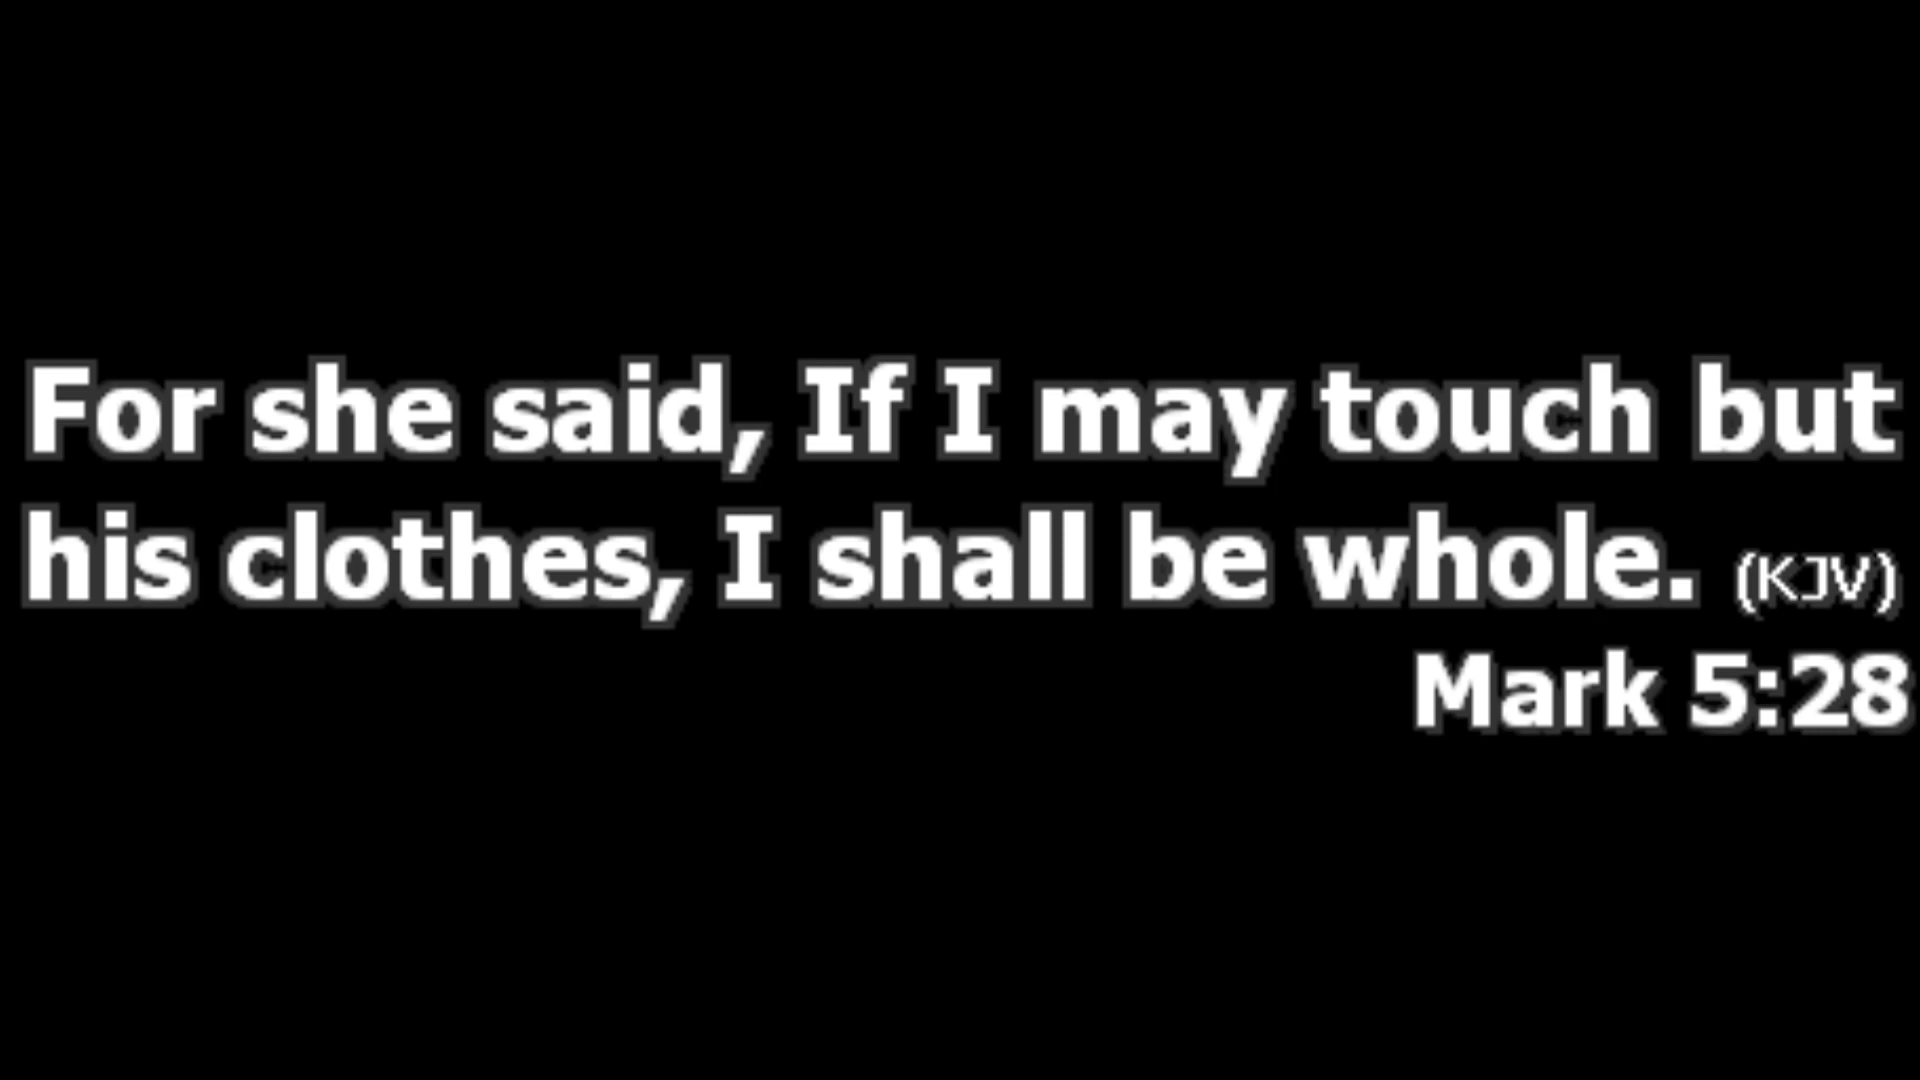 For she said, If I may touch but
his clothes, I shall be whole. (KJV)
Mark 5:28